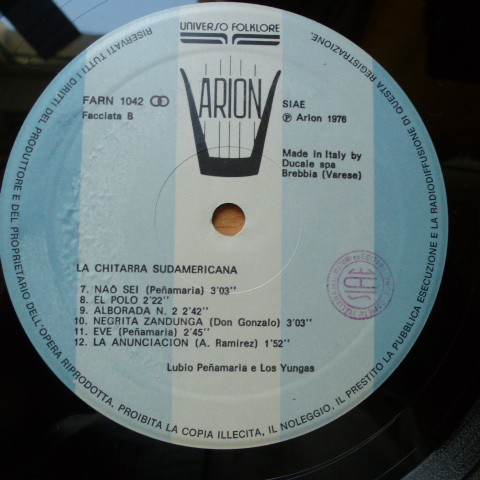 UNIVERSO FOLKLORE
ARION
FARN 1042
Facciata B
SIAE
℗ Arion 1976
Made in Italy by
Ducale spa
Brebbia (Varese)
LA CHITARRA SUDAMERICANA
7. NAŌ SEI (Peñamaria) 3'03''
8. EL POLO 2'22''
9. ALBORADA N. 2 2'42''
10. NEGRITA ZANDUNGA (Don Gonzalo) 3'03''
11. EVE (Peñamaria) 2'45''
12. LA ANUNCIACION (A. Ramirez) 1'52''
Lubio Peñamaria e Los Yungas
RISERVATI TUTTI I DIRITTI DEL PRODUTTORE E DEL PROPRIETARIO DELL'OPERA RIPRODOTTA. PROIBITA LA COPIA ILLECITA, IL NOLEGGIO, IL PRESTITO LA PUBBLICA ESECUZIONE E LA RADIODIFFUSIONE DI QUESTA REGISTRAZIONE.